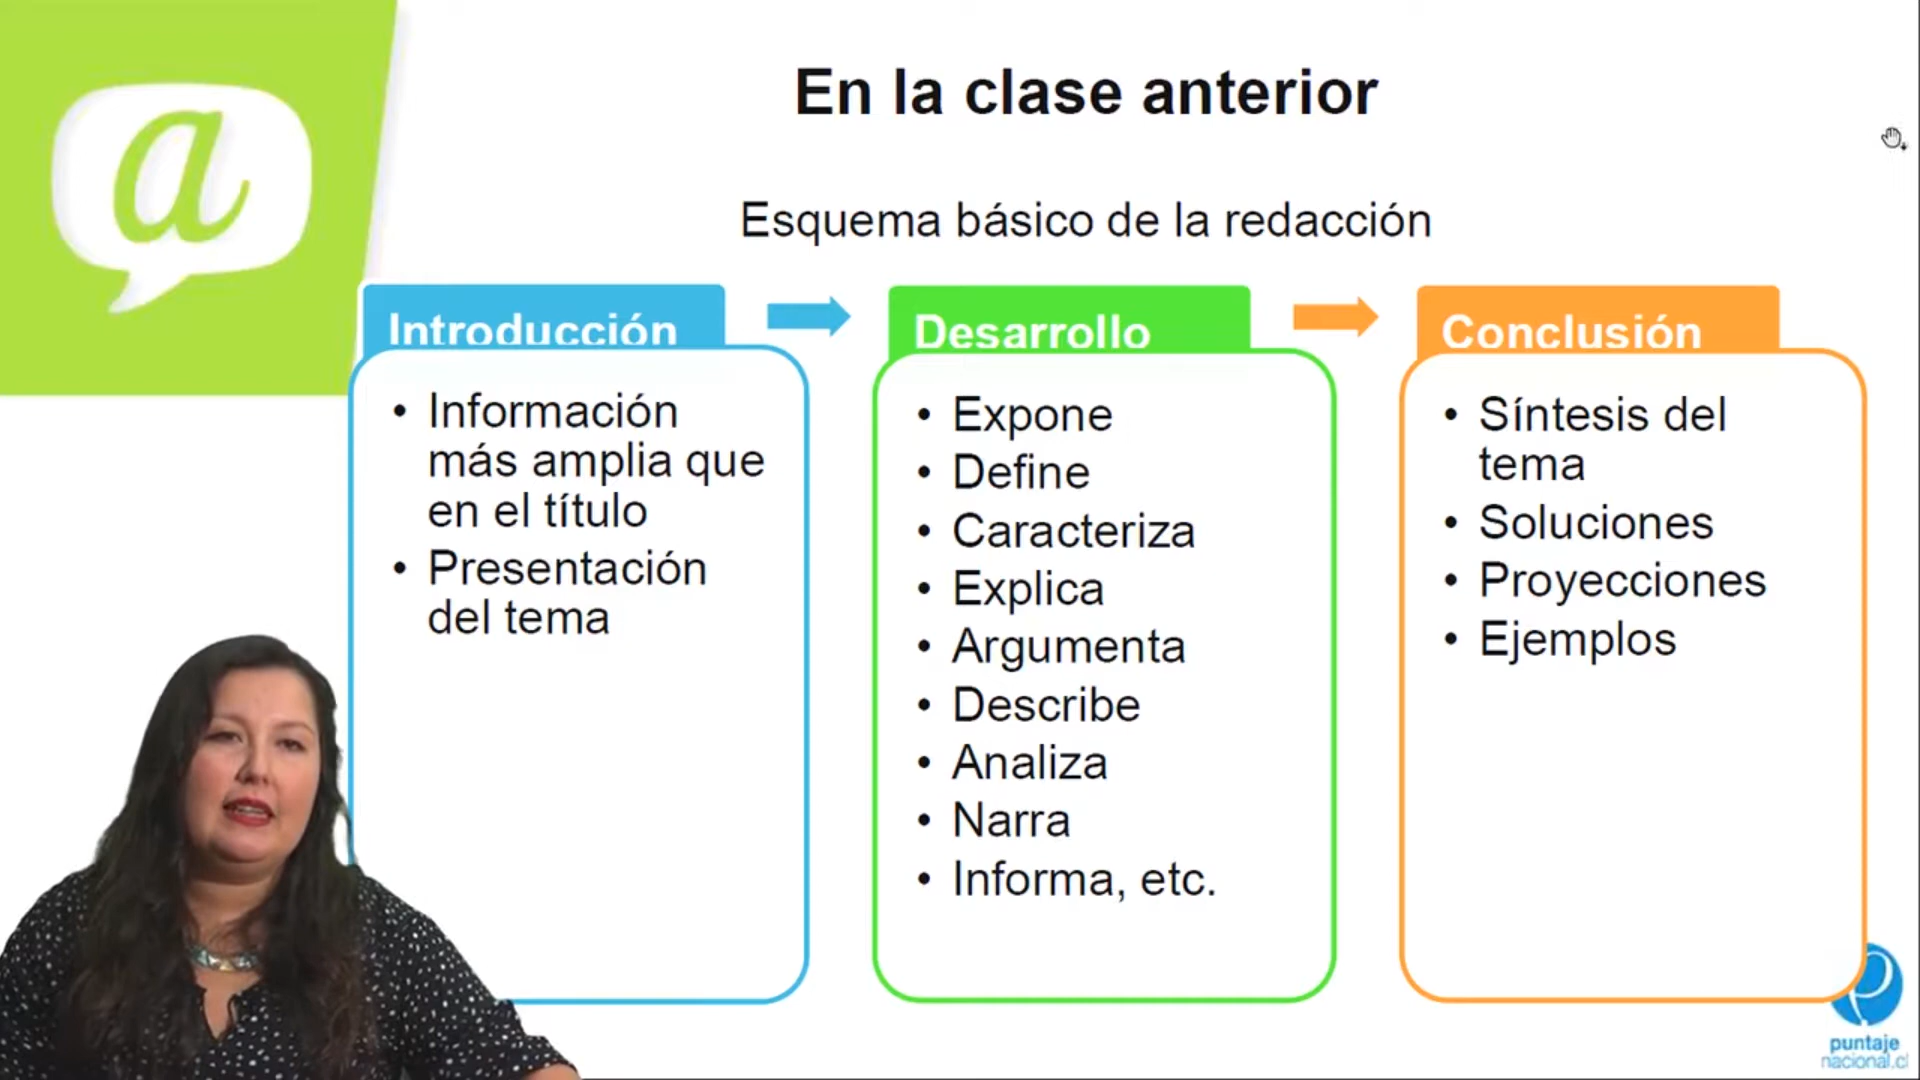 a
En la clase anterior
Esquema básico de la redacción
Introducción
• Información
más amplia que
en el título
• Presentación
del tema
Desarrollo
• Expone
• Define
• Caracteriza
• Explica
• Argumenta
• Describe
• Analiza
• Narra
• Informa, etc.
Conclusión
• Síntesis del
tema
• Soluciones
• Proyecciones
• Ejemplos
puntaje
nacional.cl